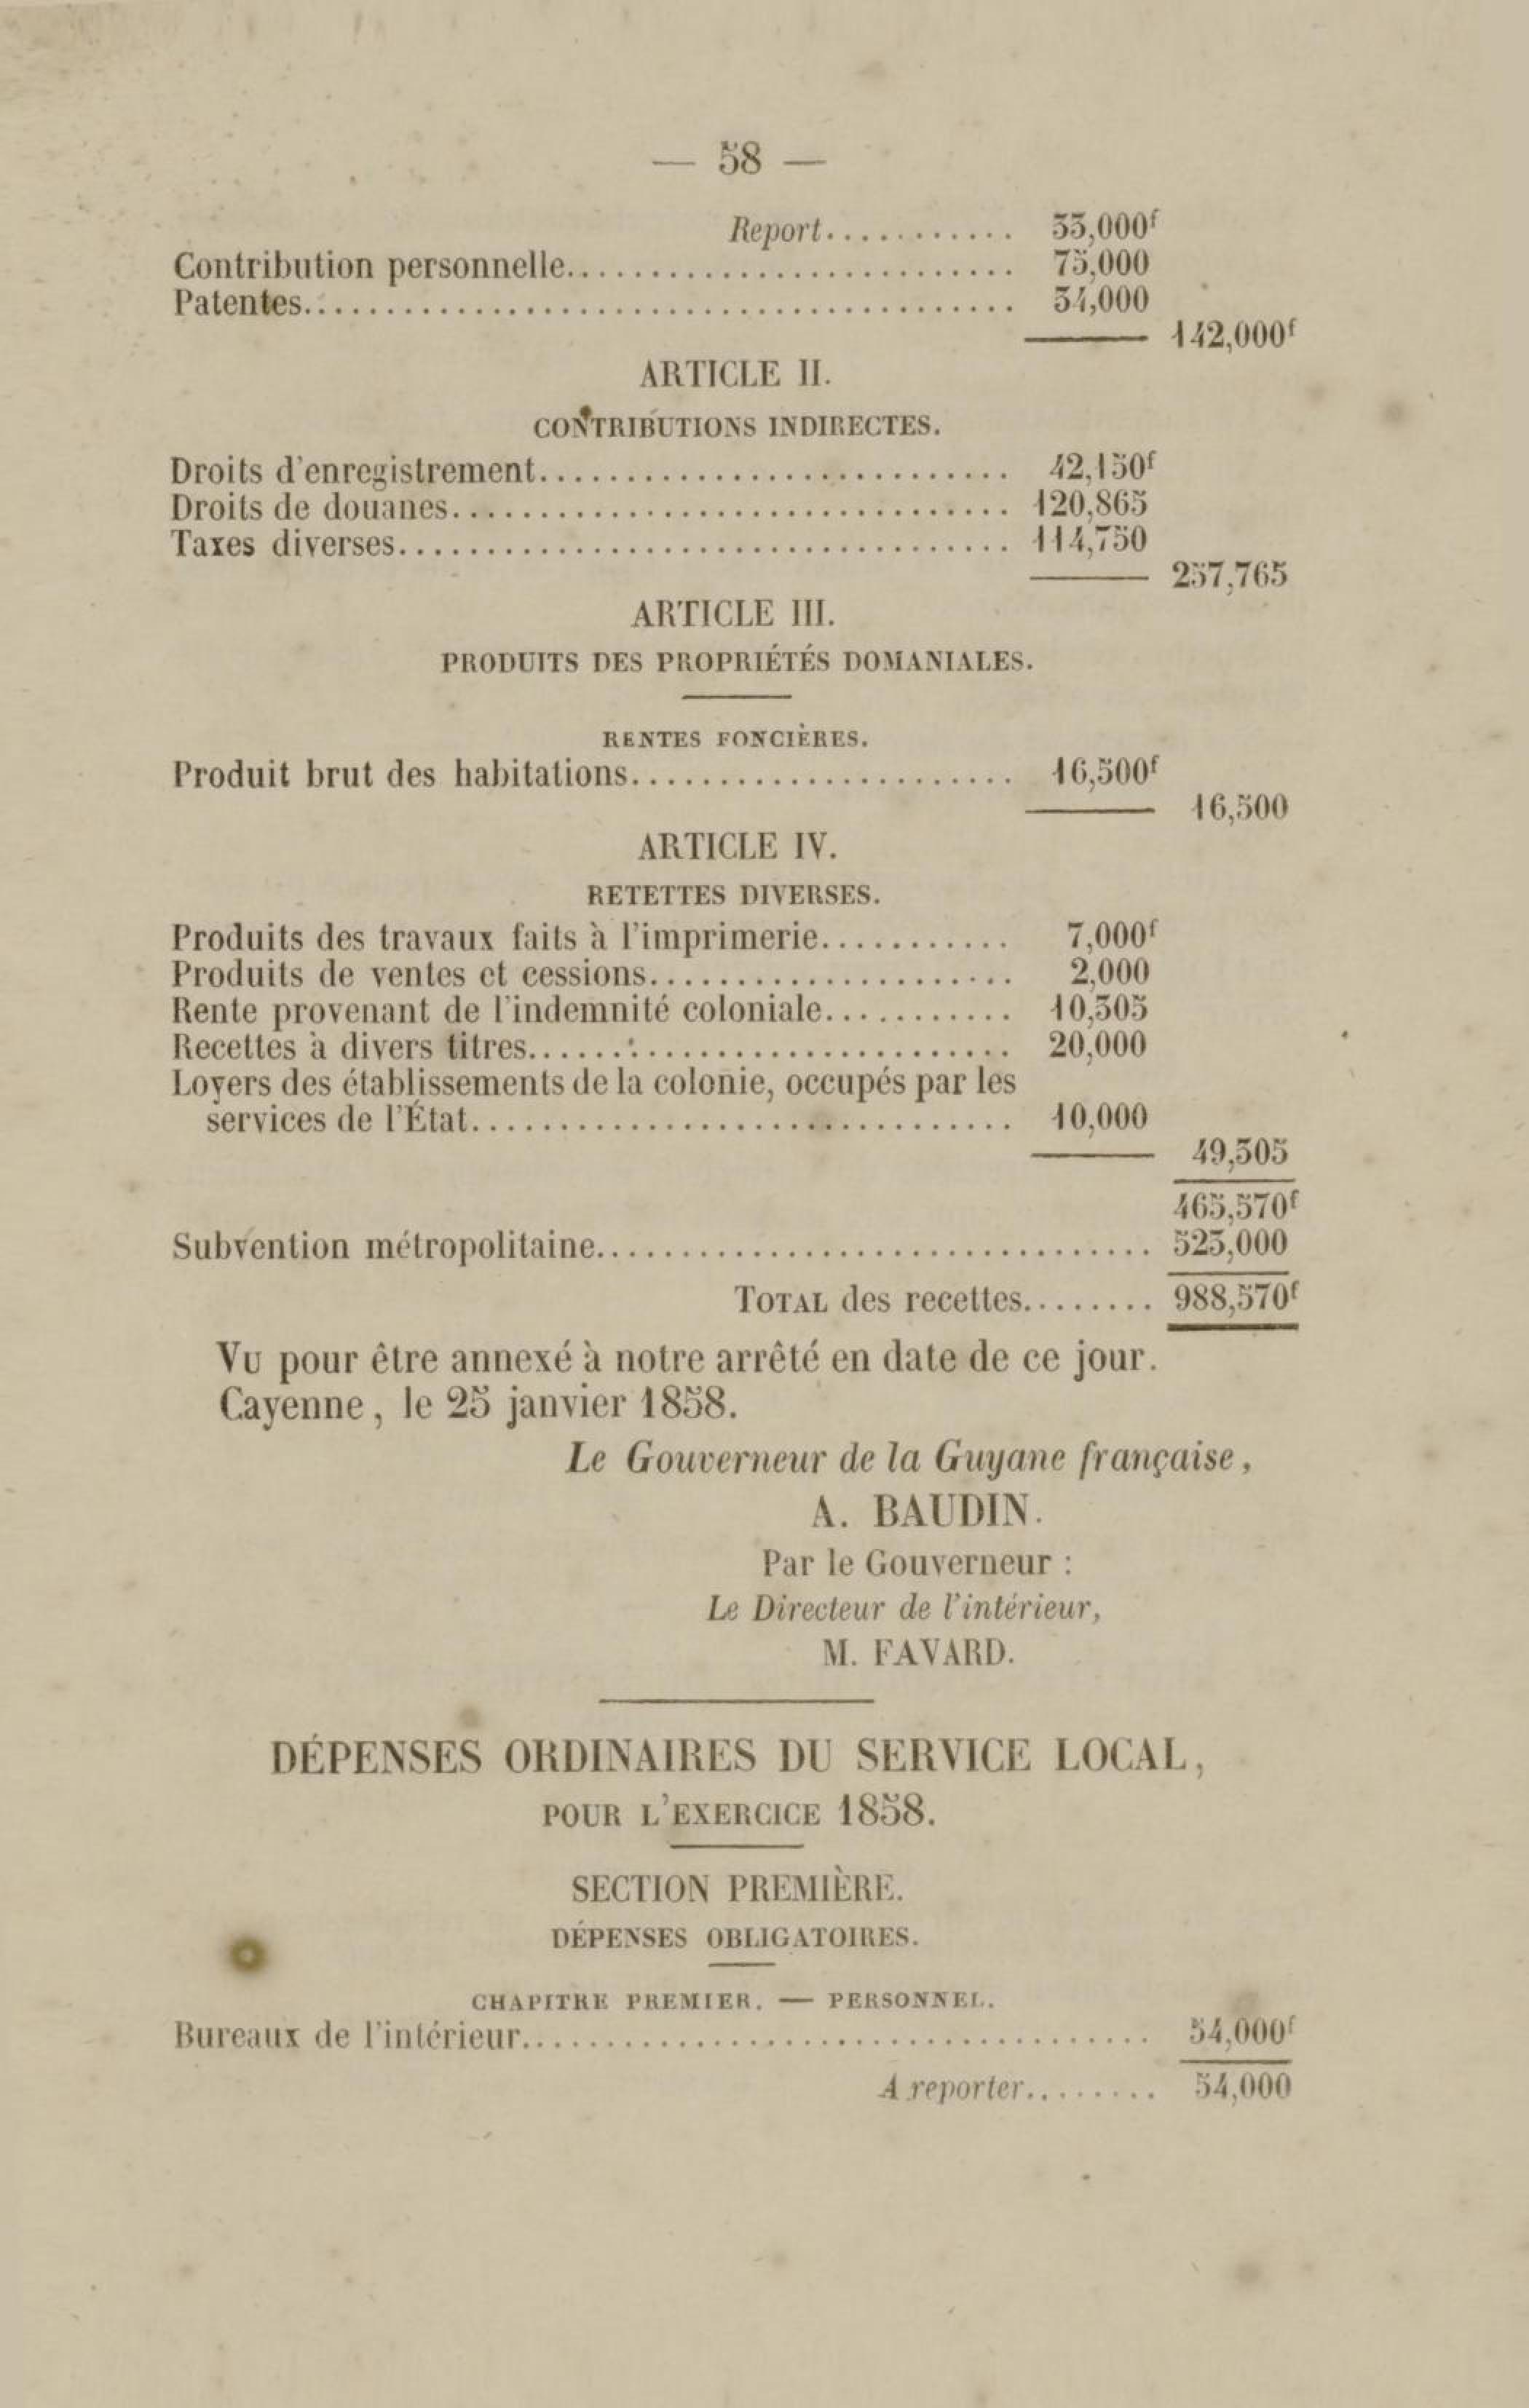 — 58 —
Report............ 33,000f
Contribution personnelle........................... 75,000
Patentes........................................... 34,000
142,000f
ARTICLE II.
CONTRIBUTIONS INDIRECTES.
Droits d'enregistrement............................ 42,150f
Droits de douanes.................................. 120,865
Taxes diverses..................................... 114,750
257,765
ARTICLE III.
PRODUITS DES PROPRIÉTÉS DOMANIALES.
RENTES FONCIÈRES.
Produit brut des habitations....................... 16,500f
16,500
ARTICLE IV.
RETETTES DIVERSES.
Produits des travaux faits à l'imprimerie........... 7,000f
Produits de ventes et cessions...................... 2,000
Rente provenant de l'indemnité coloniale............ 10,305
Recettes à divers titres............................ 20,000
Loyers des établissements de la colonie, occupés par les
services de l'État................................. 10,000
49,305
465,570f
Subvention métropolitaine.................................. 523,000
TOTAL des recettes........ 988,570f
VU pour être annexé à notre arrêté en date de ce jour.
Cayenne, le 25 janvier 1858.
Le Gouverneur de la Guyane française,
A. BAUDIN.
Par le Gouverneur :
Le Directeur de l'intérieur,
M. FAVARD.
DÉPENSES ORDINAIRES DU SERVICE LOCAL,
POUR L'EXERCICE 1858.
SECTION PREMIÈRE.
DÉPENSES OBLIGATOIRES.
CHAPITRE PREMIER. — PERSONNEL.
Bureaux de l'intérieur..................................... 54,000f
A reporter......... 54,000